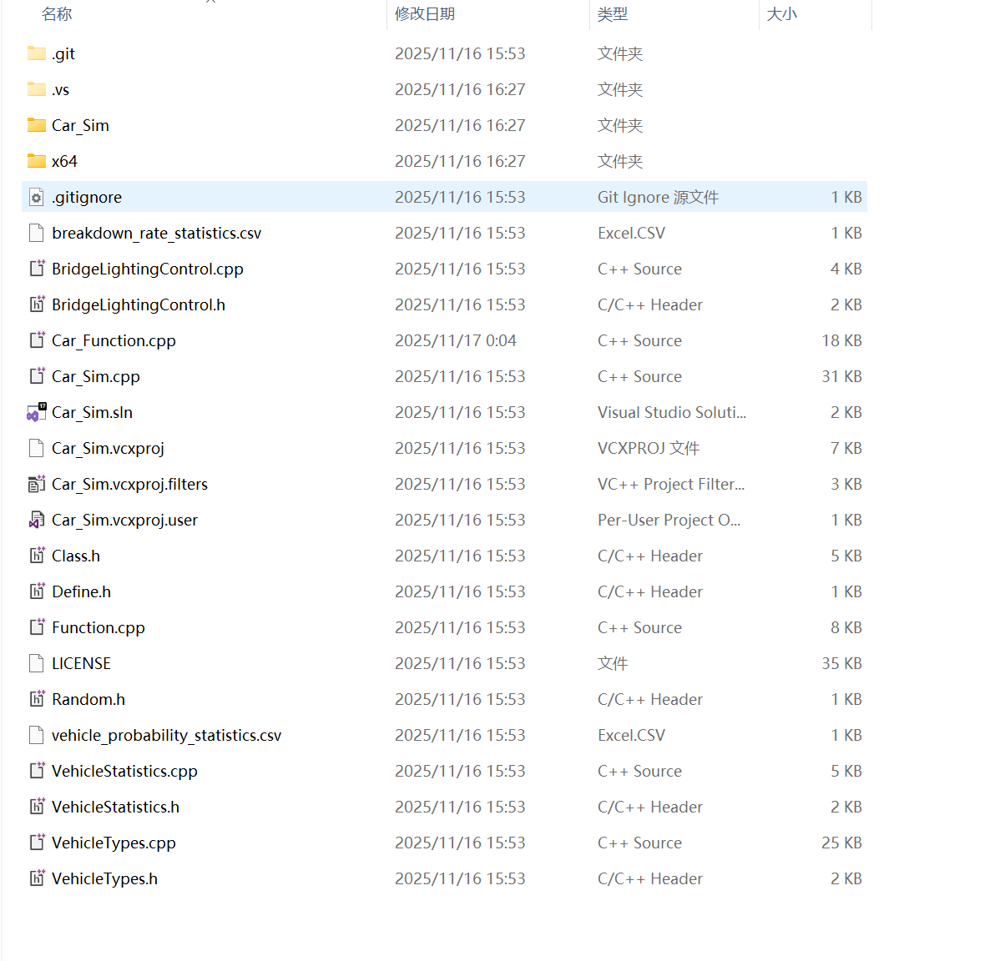 名称 修改日期 类型 大小
.git 2025/11/16 15:53 文件夹
.vs 2025/11/16 16:27 文件夹
Car_Sim 2025/11/16 16:27 文件夹
x64 2025/11/16 16:27 文件夹
.gitignore 2025/11/16 15:53 Git Ignore 源文件 1 KB
breakdown_rate_statistics.csv 2025/11/16 15:53 Excel.CSV 1 KB
BridgeLightingControl.cpp 2025/11/16 15:53 C++ Source 4 KB
BridgeLightingControl.h 2025/11/16 15:53 C/C++ Header 2 KB
Car_Function.cpp 2025/11/17 0:04 C++ Source 18 KB
Car_Sim.cpp 2025/11/16 15:53 C++ Source 31 KB
Car_Sim.sln 2025/11/16 15:53 Visual Studio Soluti... 2 KB
Car_Sim.vcxproj 2025/11/16 15:53 VCXPROJ 文件 7 KB
Car_Sim.vcxproj.filters 2025/11/16 15:53 VC++ Project Filter... 3 KB
Car_Sim.vcxproj.user 2025/11/16 15:53 Per-User Project O... 1 KB
Class.h 2025/11/16 15:53 C/C++ Header 5 KB
Define.h 2025/11/16 15:53 C/C++ Header 1 KB
Function.cpp 2025/11/16 15:53 C++ Source 8 KB
LICENSE 2025/11/16 15:53 文件 35 KB
Random.h 2025/11/16 15:53 C/C++ Header 1 KB
vehicle_probability_statistics.csv 2025/11/16 15:53 Excel.CSV 1 KB
VehicleStatistics.cpp 2025/11/16 15:53 C++ Source 5 KB
VehicleStatistics.h 2025/11/16 15:53 C/C++ Header 2 KB
VehicleTypes.cpp 2025/11/16 15:53 C++ Source 25 KB
VehicleTypes.h 2025/11/16 15:53 C/C++ Header 2 KB